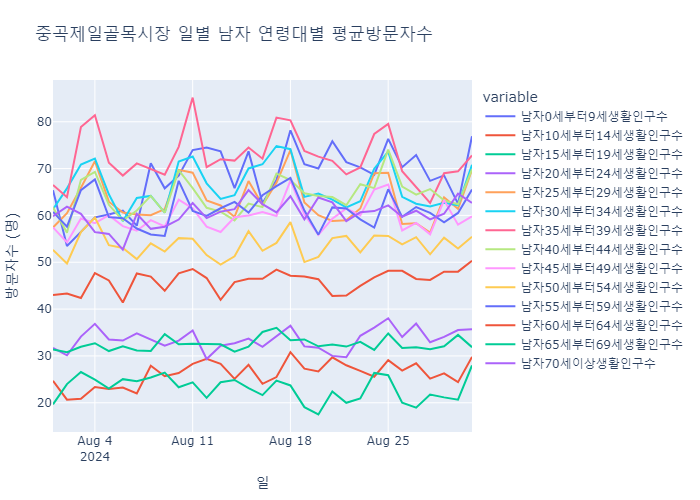 중곡제일골목시장 일별 남자 연령대별 평균방문자수
variable
남자0세부터9세생활인구수
남자10세부터14세생활인구수
남자15세부터19세생활인구수
남자20세부터24세생활인구수
남자25세부터29세생활인구수
남자30세부터34세생활인구수
남자35세부터39세생활인구수
남자40세부터44세생활인구수
남자45세부터49세생활인구수
남자50세부터54세생활인구수
남자55세부터59세생활인구수
남자60세부터64세생활인구수
남자65세부터69세생활인구수
남자70세이상생활인구수
방문자수 (명)
80
70
60
50
40
30
20
Aug 4
2024
Aug 11
Aug 18
Aug 25
일